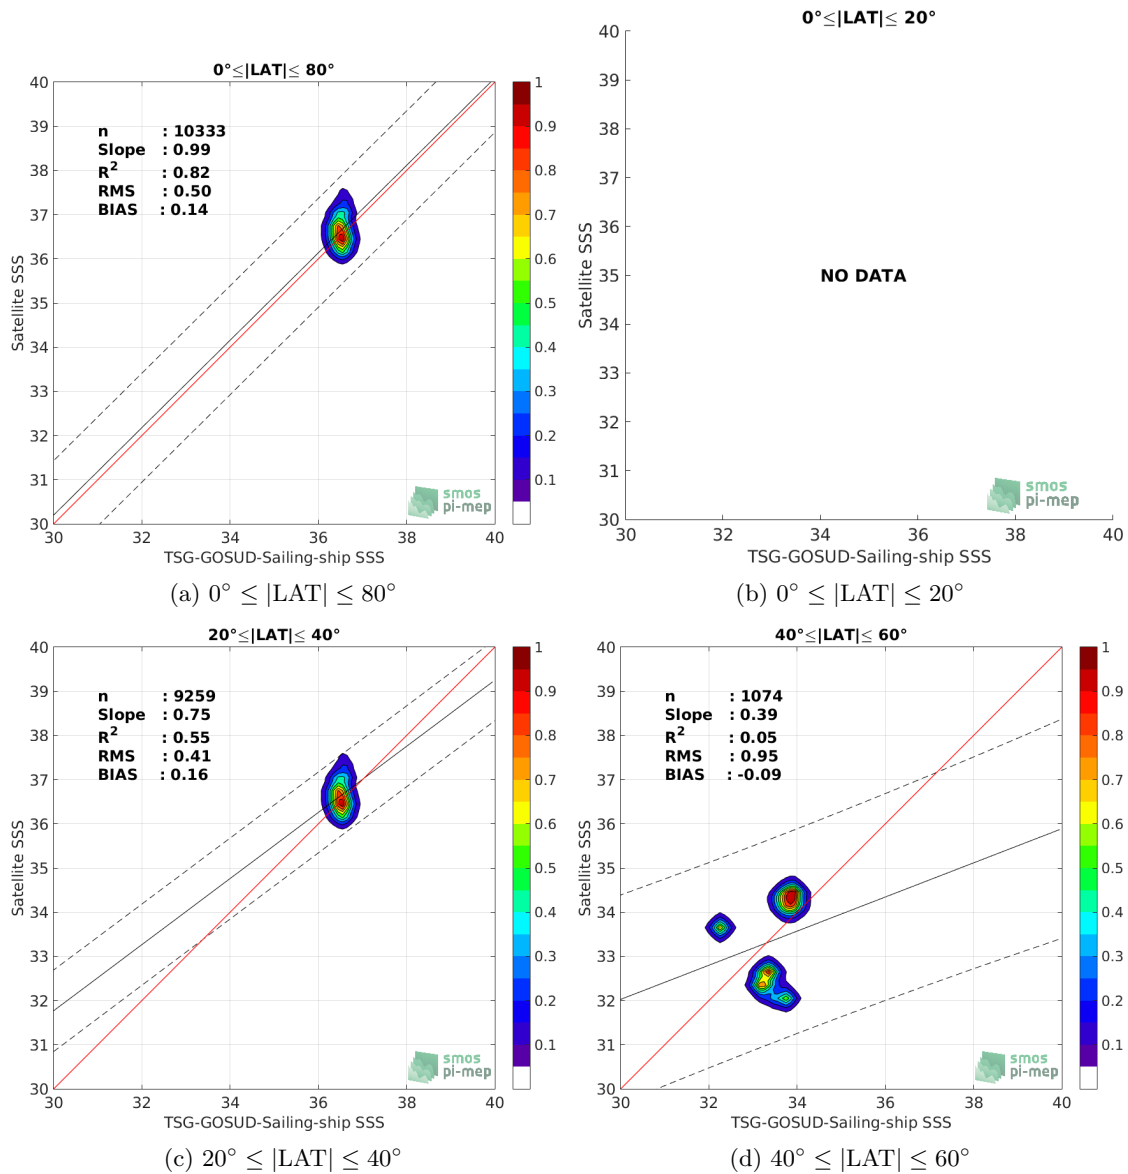 0°≤|LAT|≤ 80°
40
39
38
37
36
35
34
33
32
31
30
n : 10333
Slope : 0.99
R2 : 0.82
RMS : 0.50
BIAS : 0.14
Satellite SSS
30 32 34 36 38 40
TSG-GOSUD-Sailing-ship SSS
1
0.9
0.8
0.7
0.6
0.5
0.4
0.3
0.2
0.1
smos
pi-mep
(a) 0° ≤ |LAT| ≤ 80°
0°≤|LAT|≤ 20°
40
39
38
37
36
35
34
33
32
31
30
NO DATA
Satellite SSS
30 32 34 36 38 40
TSG-GOSUD-Sailing-ship SSS
smos
pi-mep
(b) 0° ≤ |LAT| ≤ 20°
20°≤|LAT|≤ 40°
40
39
38
37
36
35
34
33
32
31
30
n : 9259
Slope : 0.75
R2 : 0.55
RMS : 0.41
BIAS : 0.16
Satellite SSS
30 32 34 36 38 40
TSG-GOSUD-Sailing-ship SSS
1
0.9
0.8
0.7
0.6
0.5
0.4
0.3
0.2
0.1
smos
pi-mep
(c) 20° ≤ |LAT| ≤ 40°
40°≤|LAT|≤ 60°
40
39
38
37
36
35
34
33
32
31
30
n : 1074
Slope : 0.39
R2 : 0.05
RMS : 0.95
BIAS : -0.09
Satellite SSS
30 32 34 36 38 40
TSG-GOSUD-Sailing-ship SSS
1
0.9
0.8
0.7
0.6
0.5
0.4
0.3
0.2
0.1
smos
pi-mep
(d) 40° ≤ |LAT| ≤ 60°